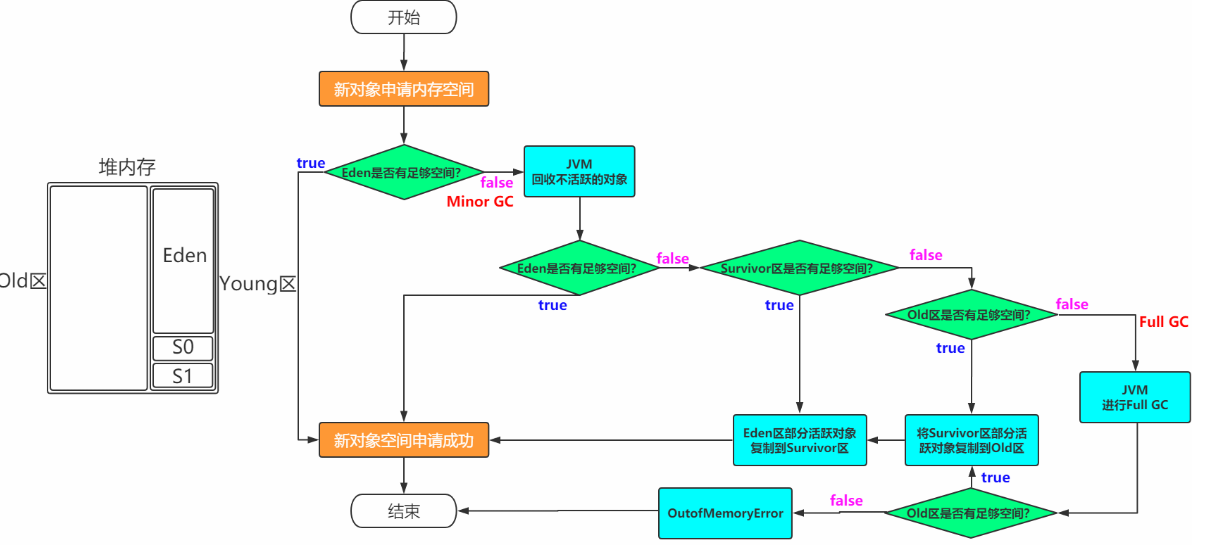 开始
新对象申请内存空间
堆内存
Old区
Eden
S0
S1
Young区
true
Eden是否有足够空间?
false
Minor GC
JVM
回收不活跃的对象
Eden是否有足够空间?
false
true
Survivor区是否有足够空间?
false
true
Old区是否有足够空间?
false
Full GC
true
JVM
进行Full GC
新对象空间申请成功
Eden区部分活跃对象
复制到Survivor区
将Survivor区部分活
跃对象复制到Old区
true
结束
OutofMemoryError
false
Old区是否有足够空间?